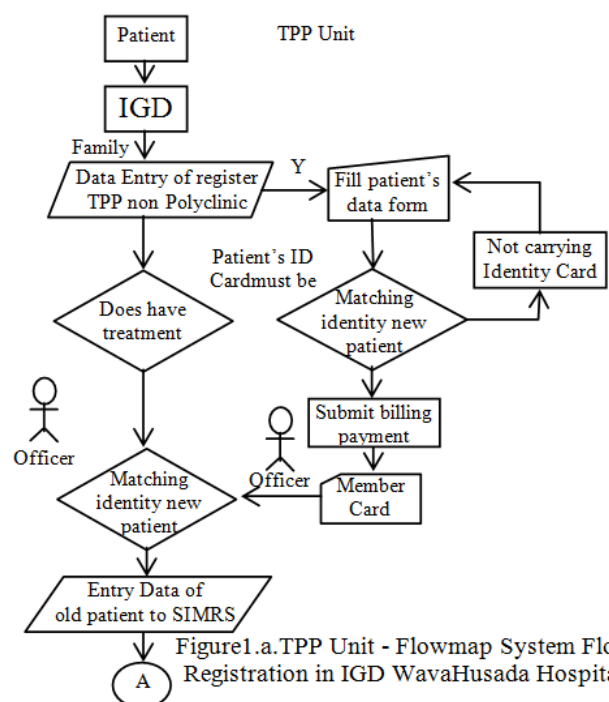 Patient
TPP Unit
IGD
Family
Data Entry of register
TPP non Polyclinic
Y
Fill patient's
data form
Not carrying
Identity Card
Patient's ID
Cardmust be
Does have
treatment
Matching
identity new
patient
Officer
Submit billing
payment
Officer
Member
Card
Matching
identity new
patient
Entry Data of
old patient to SIMRS
A
Figure1.a.TPP Unit - Flowmap System Flo
Registration in IGD WavaHusada Hospita